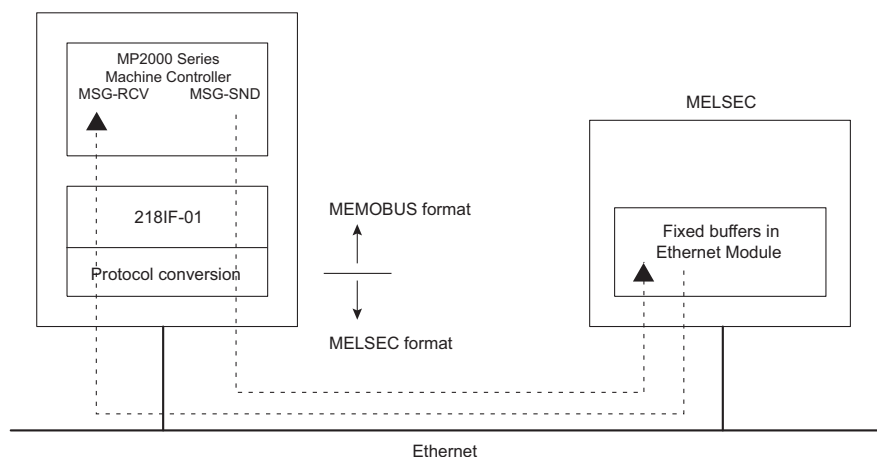 MP2000 Series
Machine Controller
MSG-RCV MSG-SND
MELSEC
218IF-01
Protocol conversion
MEMOBUS format
MELSEC format
Fixed buffers in
Ethernet Module
Ethernet